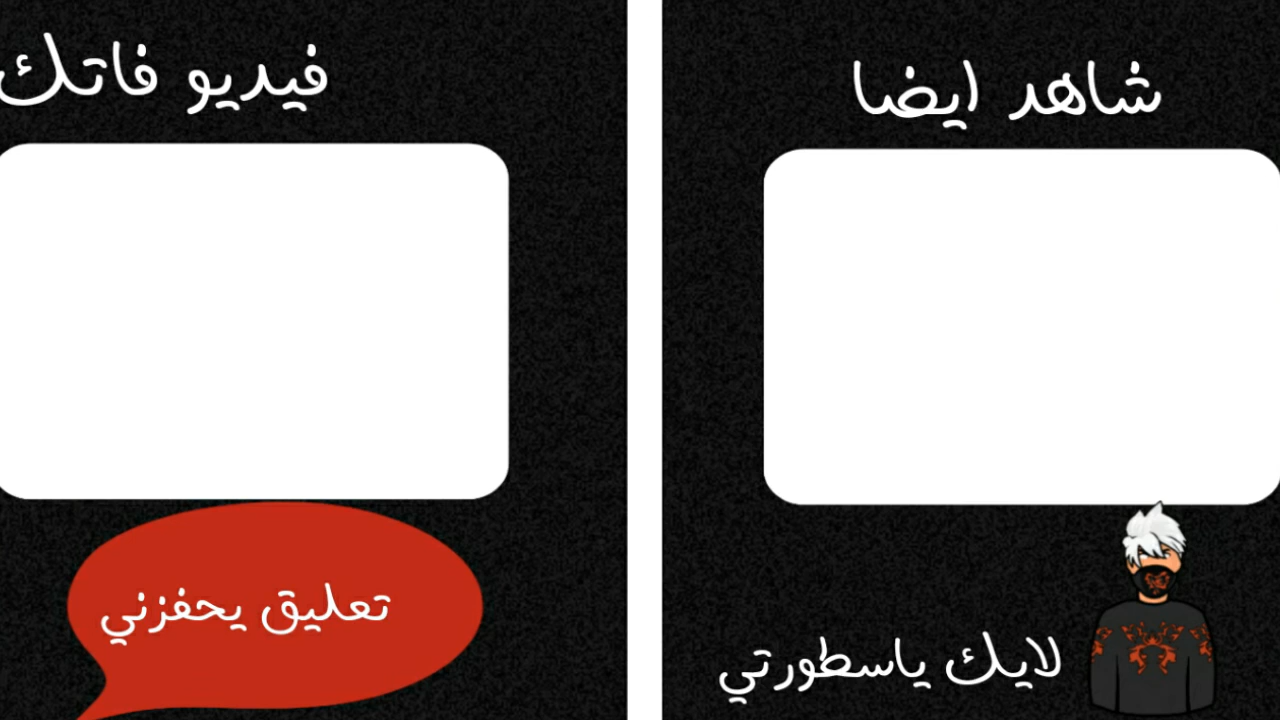 شاهد ايضا
لايك ياسطورتي
فيديو فاتك
تعليق يحفزني